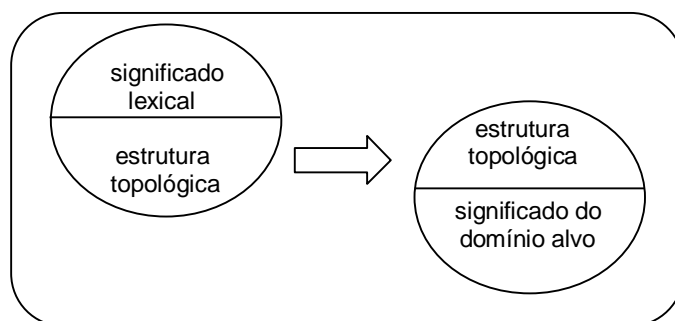 significado
lexical
estrutura
topológica
estrutura
topológica
significado do
domínio alvo